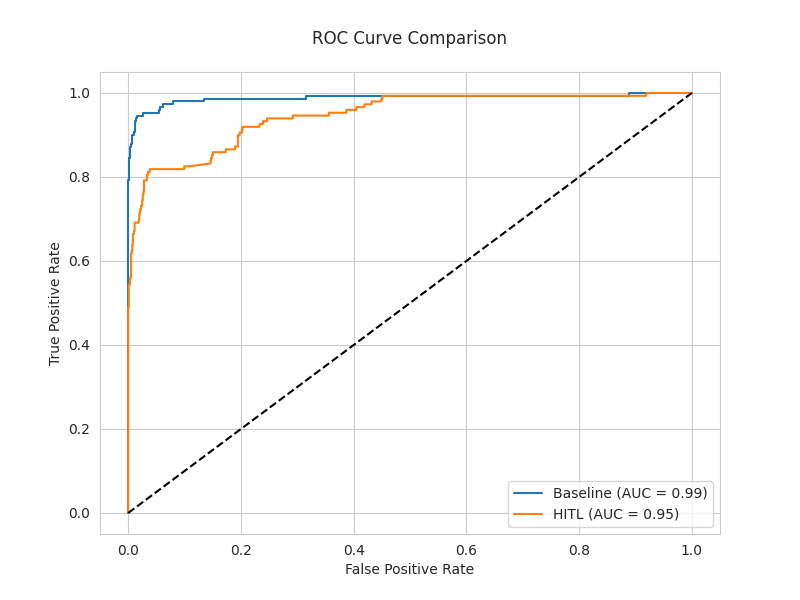 ROC Curve Comparison
1.0
0.8
0.6
0.4
0.2
0.0
True Positive Rate
0.0 0.2 0.4 0.6 0.8 1.0
False Positive Rate
Baseline (AUC = 0.99)
HITL (AUC = 0.95)